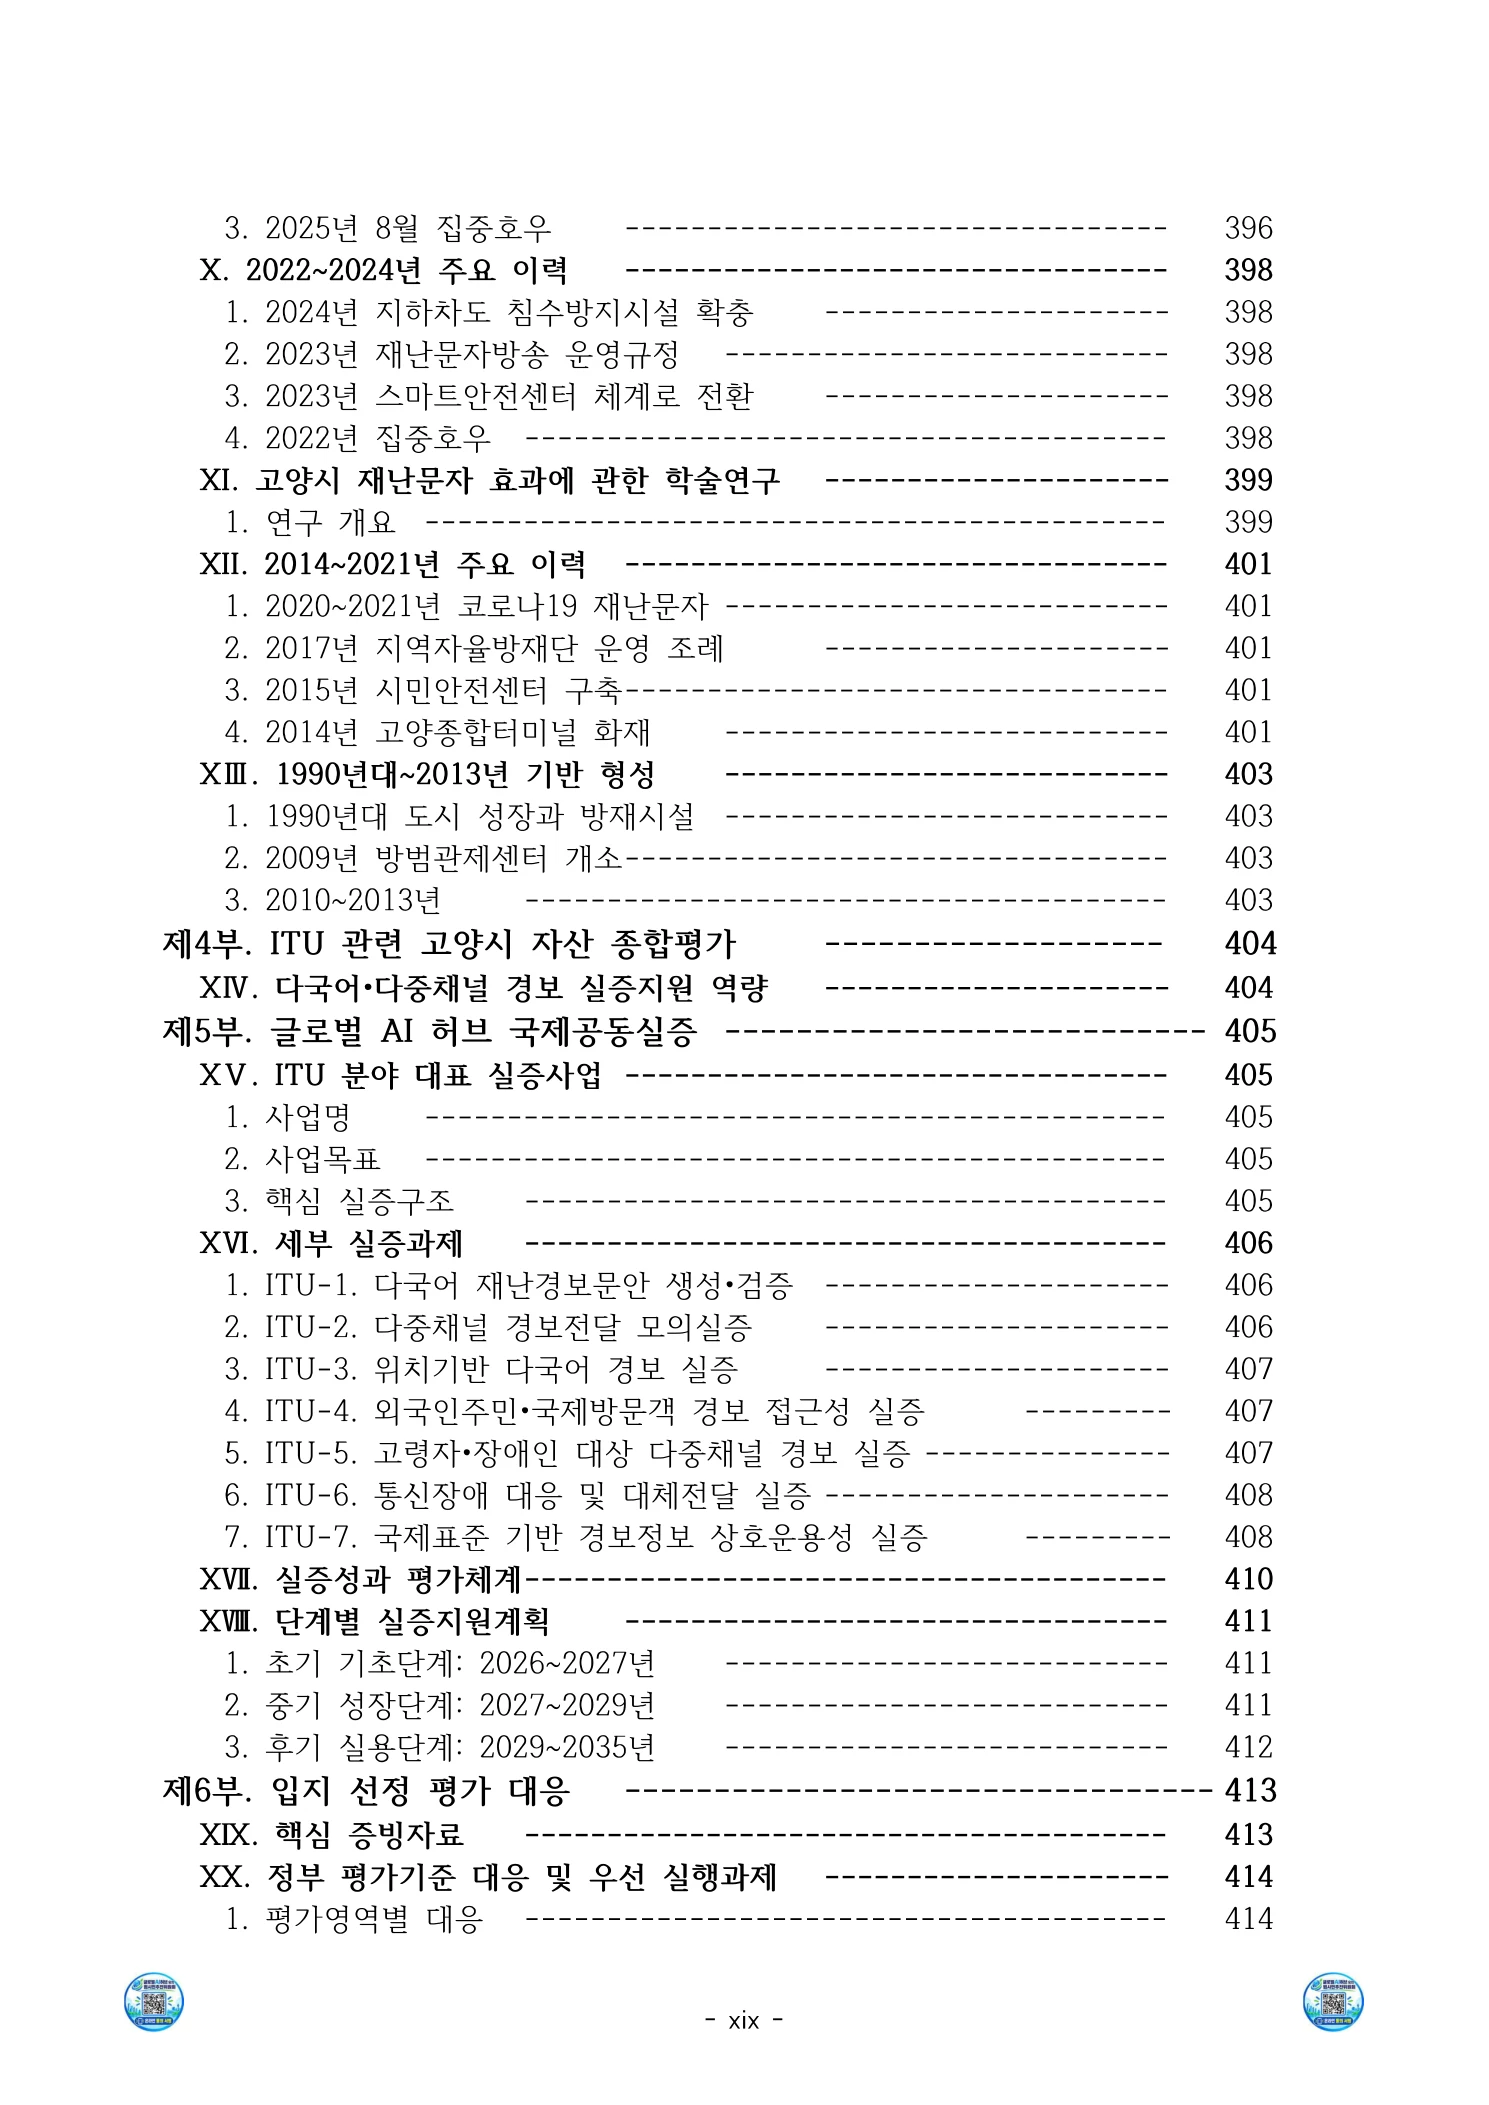 3. 2025년 8월 집중호우 --------------------------------- 396
X. 2022~2024년 주요 이력 --------------------------------- 398
1. 2024년 지하차도 침수방지시설 확충 --------------------- 398
2. 2023년 재난문자방송 운영규정 --------------------------- 398
3. 2023년 스마트안전센터 체계로 전환 --------------------- 398
4. 2022년 집중호우 --------------------------------------- 398
XI. 고양시 재난문자 효과에 관한 학술연구 --------------------- 399
1. 연구 개요 --------------------------------------------- 399
XII. 2014~2021년 주요 이력 --------------------------------- 401
1. 2020~2021년 코로나19 재난문자 --------------------------- 401
2. 2017년 지역자율방재단 운영 조례 --------------------- 401
3. 2015년 시민안전센터 구축--------------------------------- 401
4. 2014년 고양종합터미널 화재 --------------------------- 401
XⅢ. 1990년대~2013년 기반 형성 --------------------------- 403
1. 1990년대 도시 성장과 방재시설 --------------------------- 403
2. 2009년 방범관제센터 개소--------------------------------- 403
3. 2010~2013년 --------------------------------------- 403
제4부. ITU 관련 고양시 자산 종합평가 ------------------- 404
XⅣ. 다국어•다중채널 경보 실증지원 역량 --------------------- 404
제5부. 글로벌 AI 허브 국제공동실증 --------------------------- 405
XⅤ. ITU 분야 대표 실증사업 --------------------------------- 405
1. 사업명 --------------------------------------------- 405
2. 사업목표 --------------------------------------------- 405
3. 핵심 실증구조 --------------------------------------- 405
XⅥ. 세부 실증과제 --------------------------------------- 406
1. ITU-1. 다국어 재난경보문안 생성•검증 --------------------- 406
2. ITU-2. 다중채널 경보전달 모의실증 --------------------- 406
3. ITU-3. 위치기반 다국어 경보 실증 --------------------- 407
4. ITU-4. 외국인주민•국제방문객 경보 접근성 실증 --------- 407
5. ITU-5. 고령자•장애인 대상 다중채널 경보 실증 --------------- 407
6. ITU-6. 통신장애 대응 및 대체전달 실증 --------------------- 408
7. ITU-7. 국제표준 기반 경보정보 상호운용성 실증 --------- 408
XⅦ. 실증성과 평가체계--------------------------------------- 410
XⅧ. 단계별 실증지원계획 --------------------------------- 411
1. 초기 기초단계: 2026~2027년 --------------------------- 411
2. 중기 성장단계: 2027~2029년 --------------------------- 411
3. 후기 실용단계: 2029~2035년 --------------------------- 412
제6부. 입지 선정 평가 대응 --------------------------------- 413
XⅨ. 핵심 증빙자료 --------------------------------------- 413
XX. 정부 평가기준 대응 및 우선 실행과제 --------------------- 414
1. 평가영역별 대응 --------------------------------------- 414
- xix -